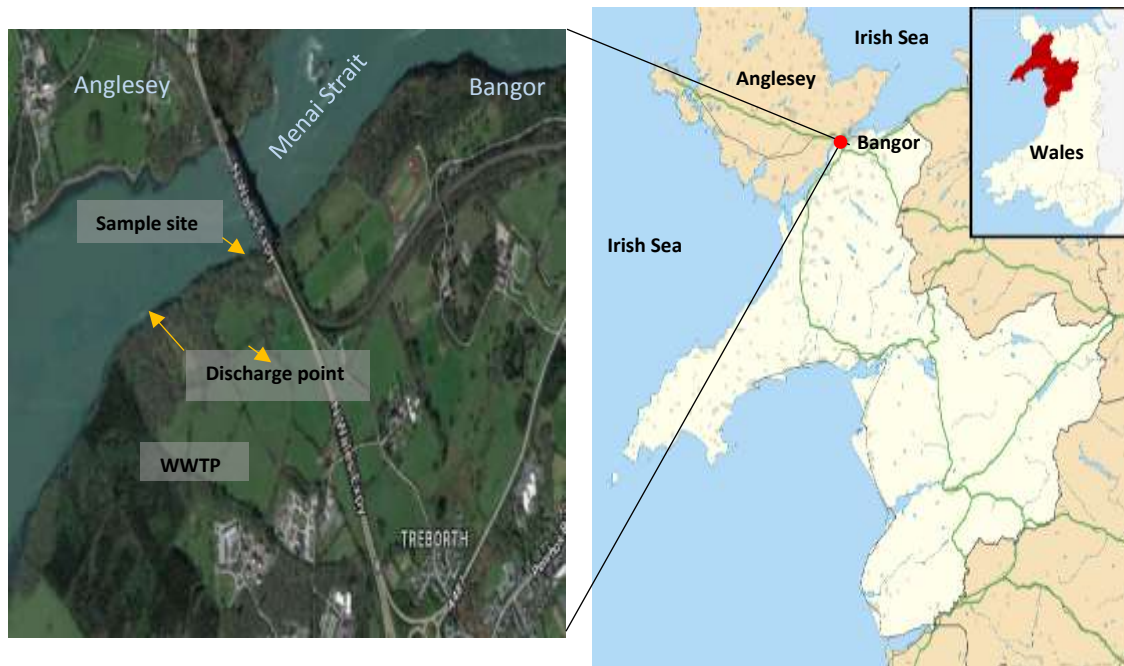 Anglesey
Menai Strait
Bangor
Sample site
Discharge point
WWTP
TREBORTH
Irish Sea
Anglesey
Bangor
Irish Sea
Wales